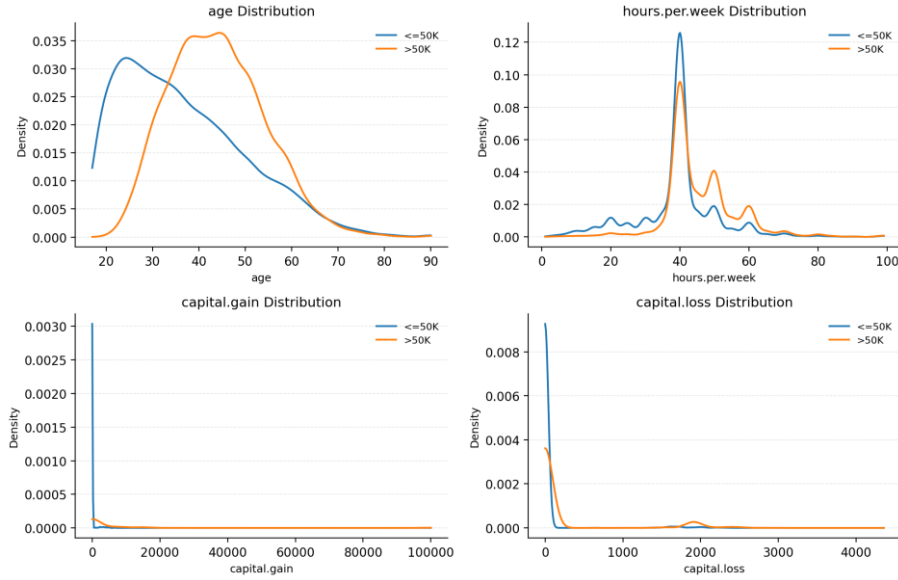 age Distribution
<=50K
>50K
0.035
0.030
0.025
0.020
0.015
0.010
0.005
0.000
Density
20 30 40 50 60 70 80 90
age
hours.per.week Distribution
<=50K
>50K
0.12
0.10
0.08
0.06
0.04
0.02
0.00
Density
0 20 40 60 80 100
hours.per.week
capital.gain Distribution
<=50K
>50K
0.0030
0.0025
0.0020
0.0015
0.0010
0.0005
0.0000
Density
0 20000 40000 60000 80000 100000
capital.gain
capital.loss Distribution
<=50K
>50K
0.008
0.006
0.004
0.002
0.000
Density
0 1000 2000 3000 4000
capital.loss